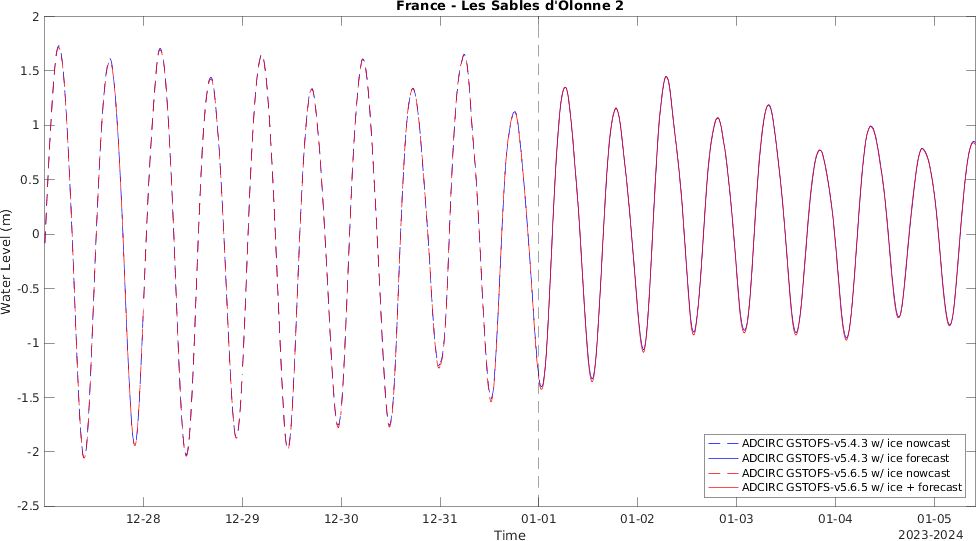 France - Les Sables d'Olonne 2
2
1.5
1
0.5
0
-0.5
-1
-1.5
-2
-2.5
Water Level (m)
ADCIRC GSTOFS-v5.4.3 w/ ice nowcast
ADCIRC GSTOFS-v5.4.3 w/ ice forecast
ADCIRC GSTOFS-v5.6.5 w/ ice nowcast
ADCIRC GSTOFS-v5.6.5 w/ ice + forecast
12-28 12-29 12-30 12-31 01-01 01-02 01-03 01-04 01-05
Time
2023-2024